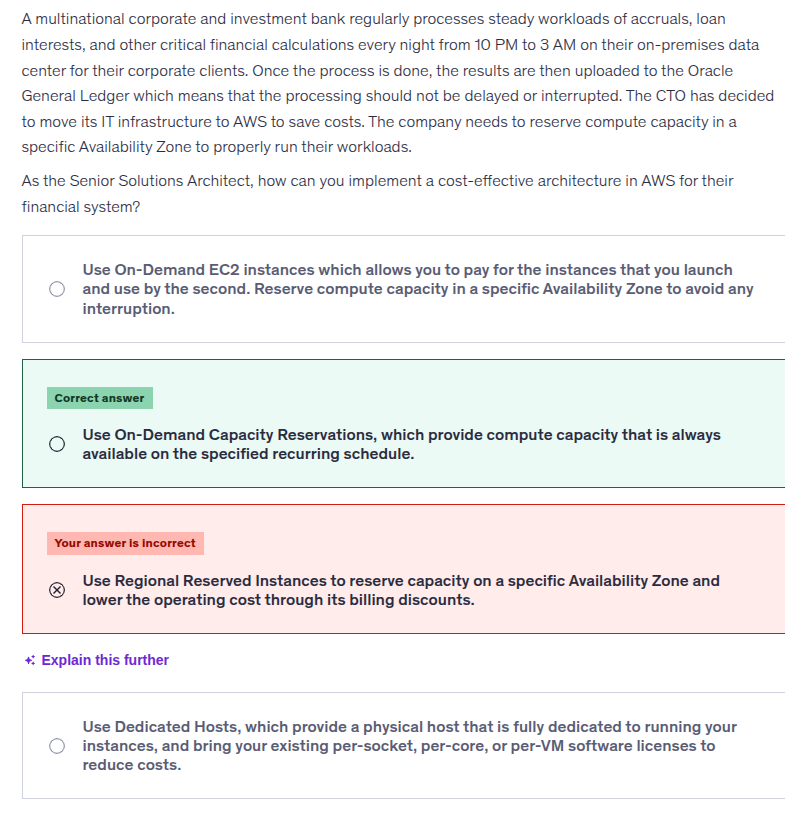 A multinational corporate and investment bank regularly processes steady workloads of accruals, loan
interests, and other critical financial calculations every night from 10 PM to 3 AM on their on-premises data
center for their corporate clients. Once the process is done, the results are then uploaded to the Oracle
General Ledger which means that the processing should not be delayed or interrupted. The CTO has decided
to move its IT infrastructure to AWS to save costs. The company needs to reserve compute capacity in a
specific Availability Zone to properly run their workloads.
As the Senior Solutions Architect, how can you implement a cost-effective architecture in AWS for their
financial system?
Use On-Demand EC2 instances which allows you to pay for the instances that you launch
and use by the second. Reserve compute capacity in a specific Availability Zone to avoid any
interruption.
Correct answer
Use On-Demand Capacity Reservations, which provide compute capacity that is always
available on the specified recurring schedule.
Your answer is incorrect
Use Regional Reserved Instances to reserve capacity on a specific Availability Zone and
lower the operating cost through its billing discounts.
Explain this further
Use Dedicated Hosts, which provide a physical host that is fully dedicated to running your
instances, and bring your existing per-socket, per-core, or per-VM software licenses to
reduce costs.